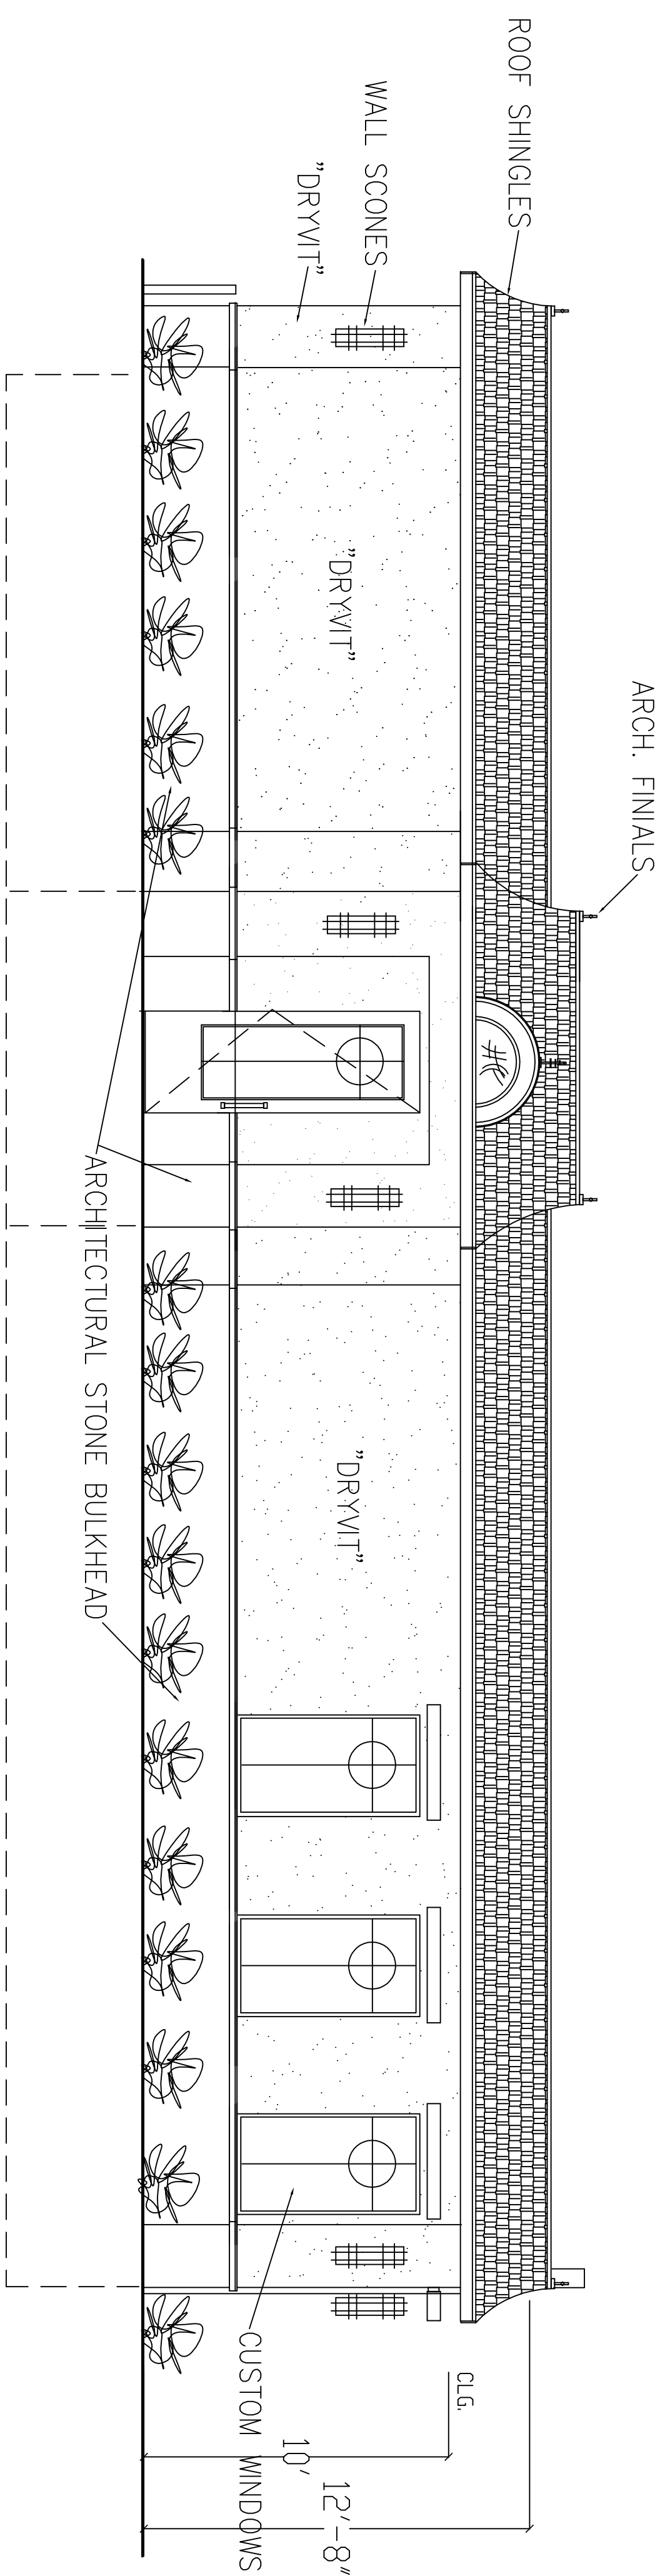 ROOF SHINGLES
WALL SCONES
"DRYVIT"
"DRYVIT"
ARCH. FINIALS
ARCHITECTURAL STONE BULKHEAD
"DRYVIT"
CUSTOM WINDOWS
CLG.
10'
12'-8"